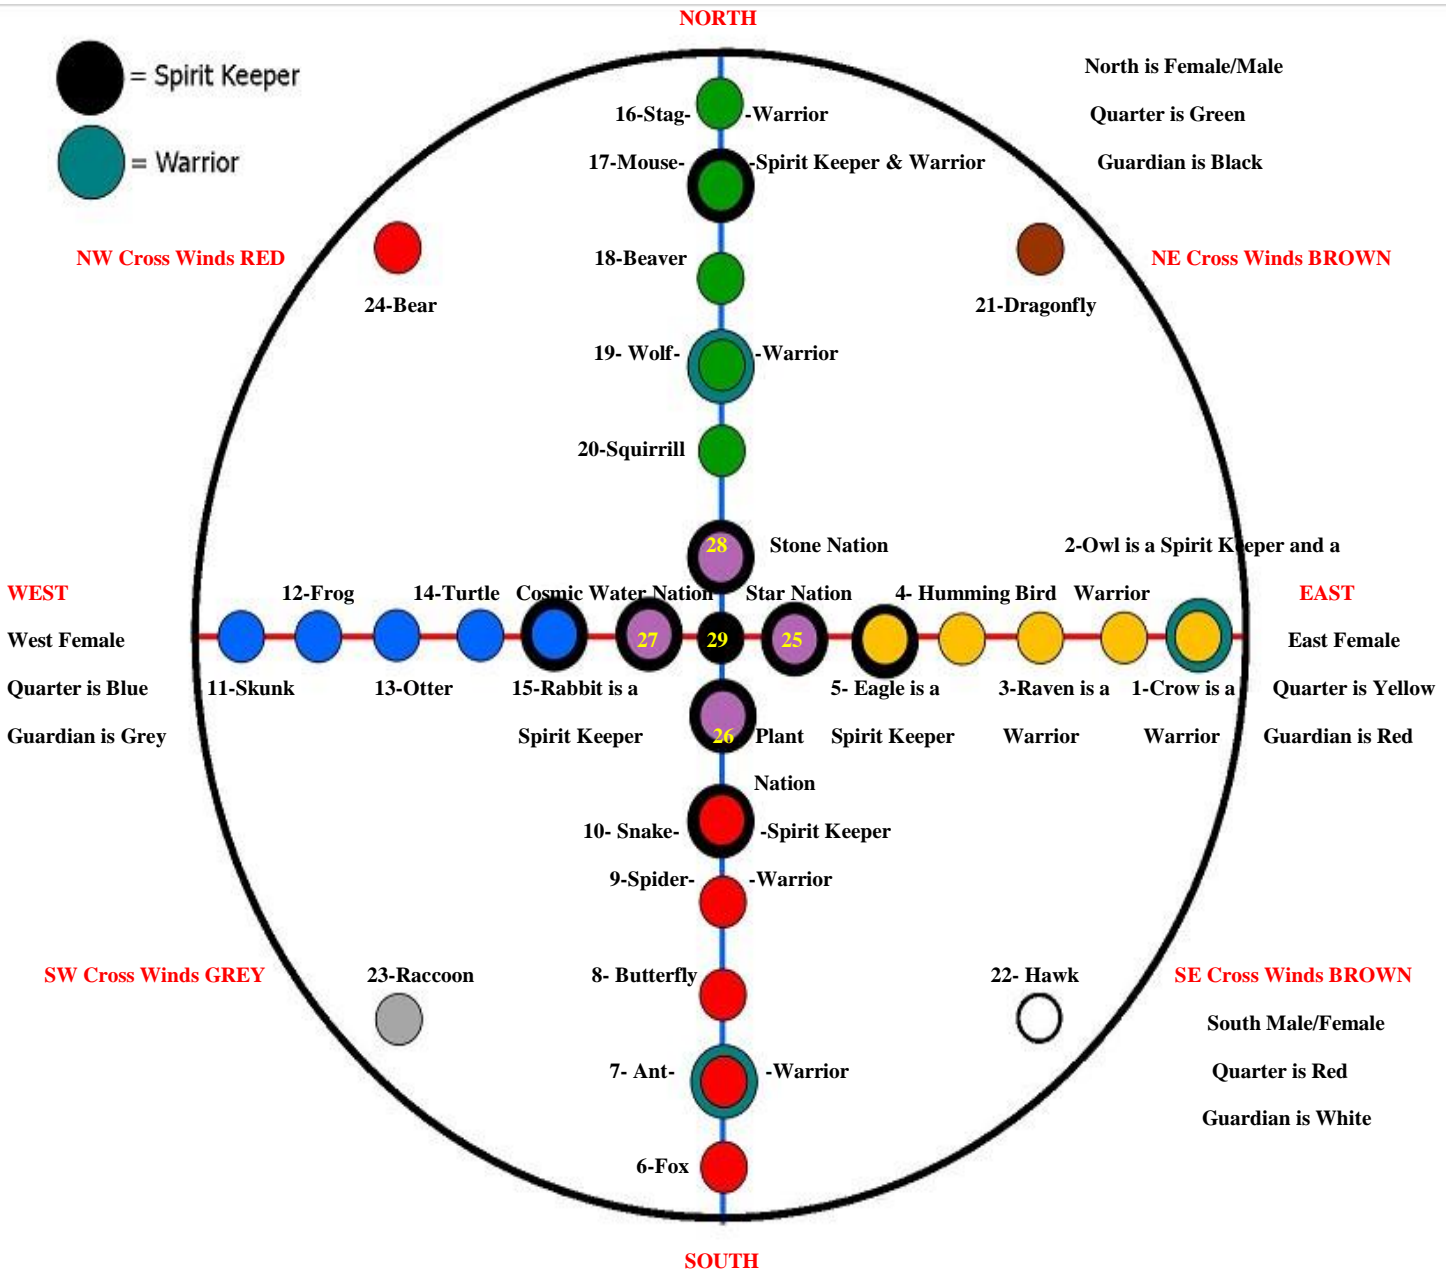 NORTH
= Spirit Keeper
North is Female/Male
16-Stag- -Warrior
Quarter is Green
= Warrior
17-Mouse- -Spirit Keeper & Warrior
Guardian is Black
NW Cross Winds RED
18-Beaver
NE Cross Winds BROWN
24-Bear
21-Dragonfly
19- Wolf- -Warrior
20-Squirrill
28 Stone Nation
2-Owl is a Spirit Keeper and a
WEST
12-Frog
14-Turtle
Cosmic Water Nation
Star Nation
4- Humming Bird
Warrior
EAST
West Female
27
29
25
East Female
Quarter is Blue
11-Skunk
13-Otter
15-Rabbit is a
5- Eagle is a
3-Raven is a
1-Crow is a
Quarter is Yellow
Guardian is Grey
Spirit Keeper
26 Plant
Spirit Keeper
Warrior
Warrior
Guardian is Red
Nation
10- Snake- -Spirit Keeper
9-Spider- -Warrior
SW Cross Winds GREY
23-Raccoon
8- Butterfly
22- Hawk
SE Cross Winds BROWN
South Male/Female
7- Ant- -Warrior
Quarter is Red
Guardian is White
6-Fox
SOUTH